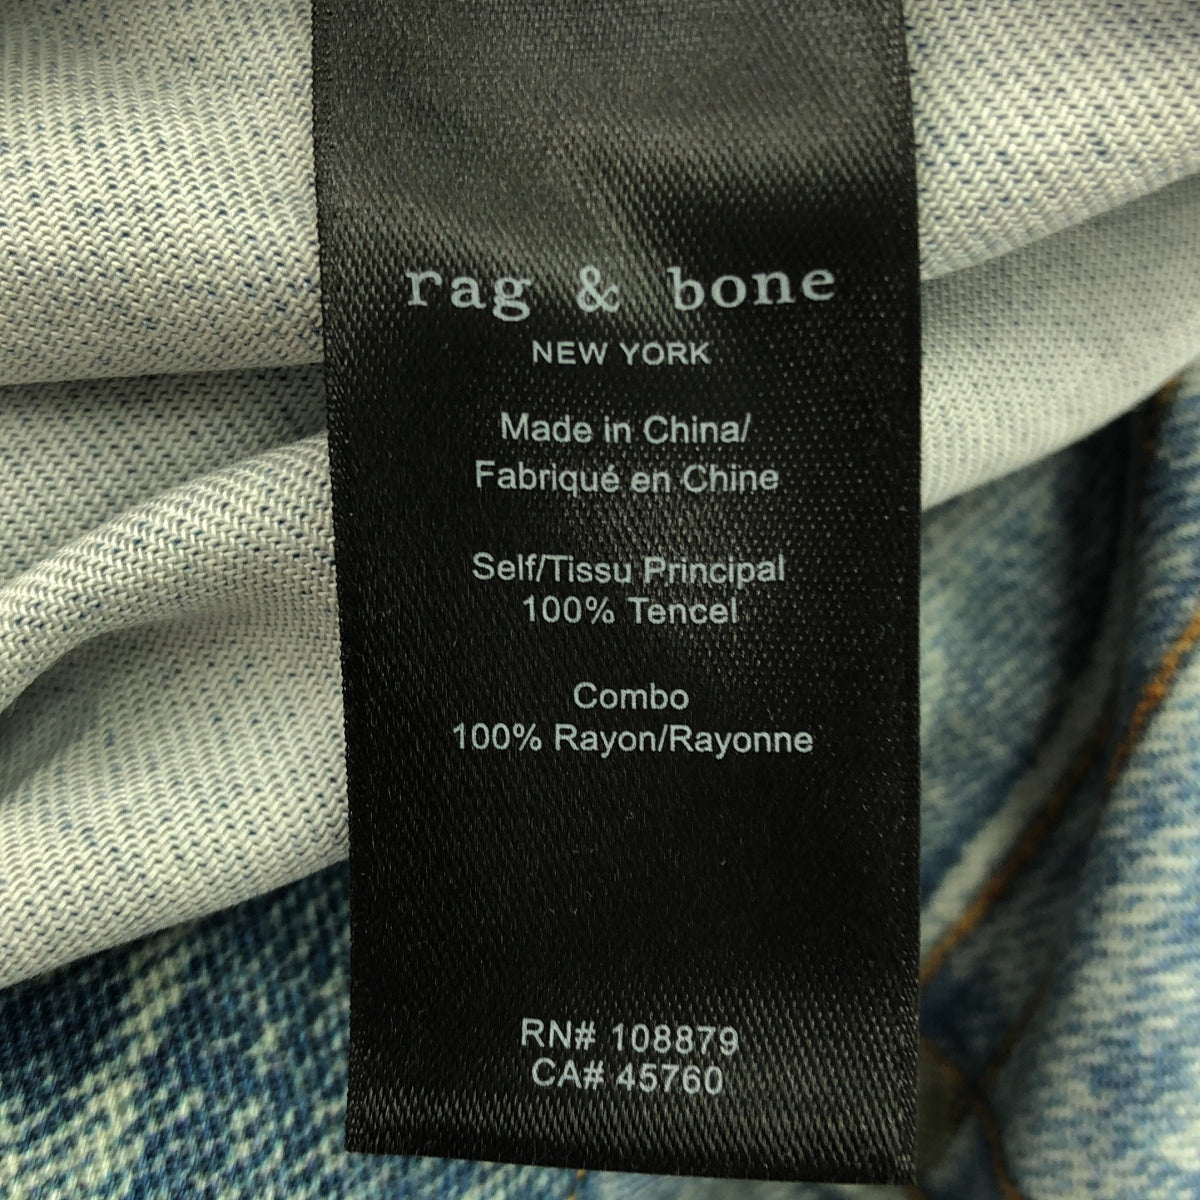 rag & bone
NEW YORK
Made in China/
Fabriqué en Chine
Self/Tissu Principal
100% Tencel
Combo
100% Rayon/Rayonne
RN# 108879
CA# 45760